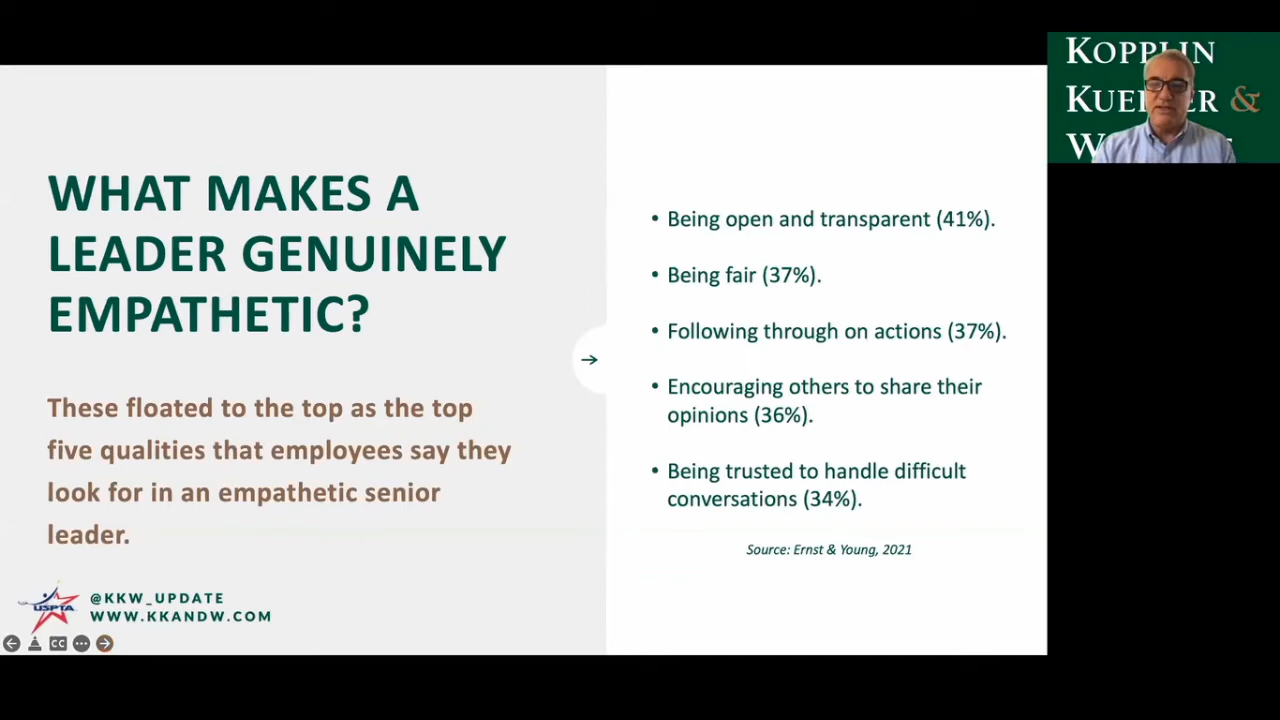 WHAT MAKES A
LEADER GENUINELY
EMPATHETIC?
These floated to the top as the top
five qualities that employees say they
look for in an empathetic senior
leader.
USPTA
@KKW_UPDATE
WWW.KKANDW.COM
CC
• Being open and transparent (41%).
• Being fair (37%).
• Following through on actions (37%).
• Encouraging others to share their
opinions (36%).
• Being trusted to handle difficult
conversations (34%).
Source: Ernst & Young, 2021
KOPPLIN
&